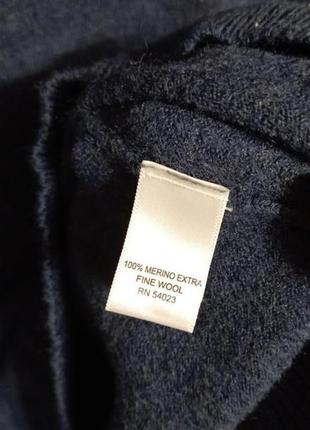 100% MERINO EXTRA
FINE WOOL
RN 54023